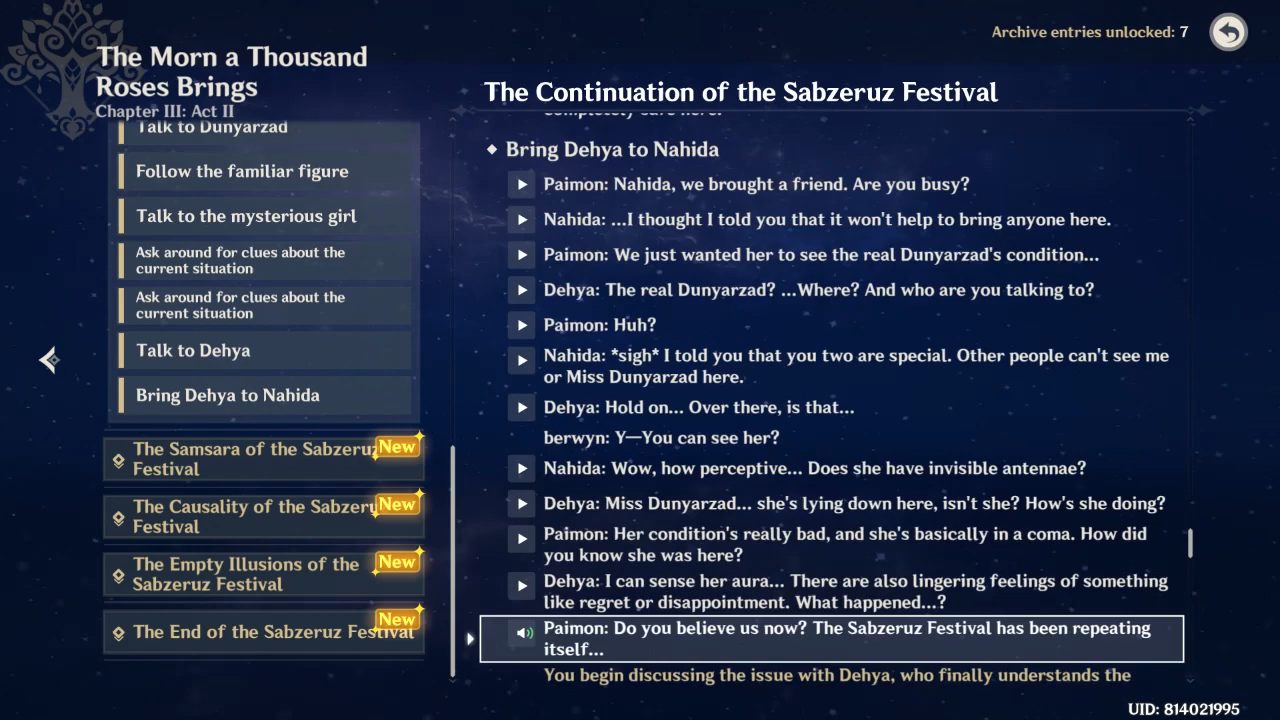 Archive entries unlocked: 7
The Morn a Thousand
Roses Brings
Chapter III: Act II
Talk to Dunyarzad
Follow the familiar figure
Talk to the mysterious girl
Ask around for clues about the
current situation
Ask around for clues about the
current situation
Talk to Dehya
Bring Dehya to Nahida
The Samsara of the Sabzeruz
Festival
New
The Causality of the Sabzeru
Festival
New
The Empty Illusions of the
Sabzeruz Festival
New
The End of the Sabzeruz Festival
New
The Continuation of the Sabzeruz Festival
completely safe here.
Bring Dehya to Nahida
Paimon: Nahida, we brought a friend. Are you busy?
Nahida: ...I thought I told you that it won't help to bring anyone here.
Paimon: We just wanted her to see the real Dunyarzad's condition...
Dehya: The real Dunyarzad? ...Where? And who are you talking to?
Paimon: Huh?
Nahida: *sigh* I told you that you two are special. Other people can't see me
or Miss Dunyarzad here.
Dehya: Hold on... Over there, is that...
berwyn: Y—You can see her?
Nahida: Wow, how perceptive... Does she have invisible antennae?
Dehya: Miss Dunyarzad... she's lying down here, isn't she? How's she doing?
Paimon: Her condition's really bad, and she's basically in a coma. How did
you know she was here?
Dehya: I can sense her aura... There are also lingering feelings of something
like regret or disappointment. What happened...?
Paimon: Do you believe us now? The Sabzeruz Festival has been repeating
itself...
You begin discussing the issue with Dehya, who finally understands the
UID: 814021995